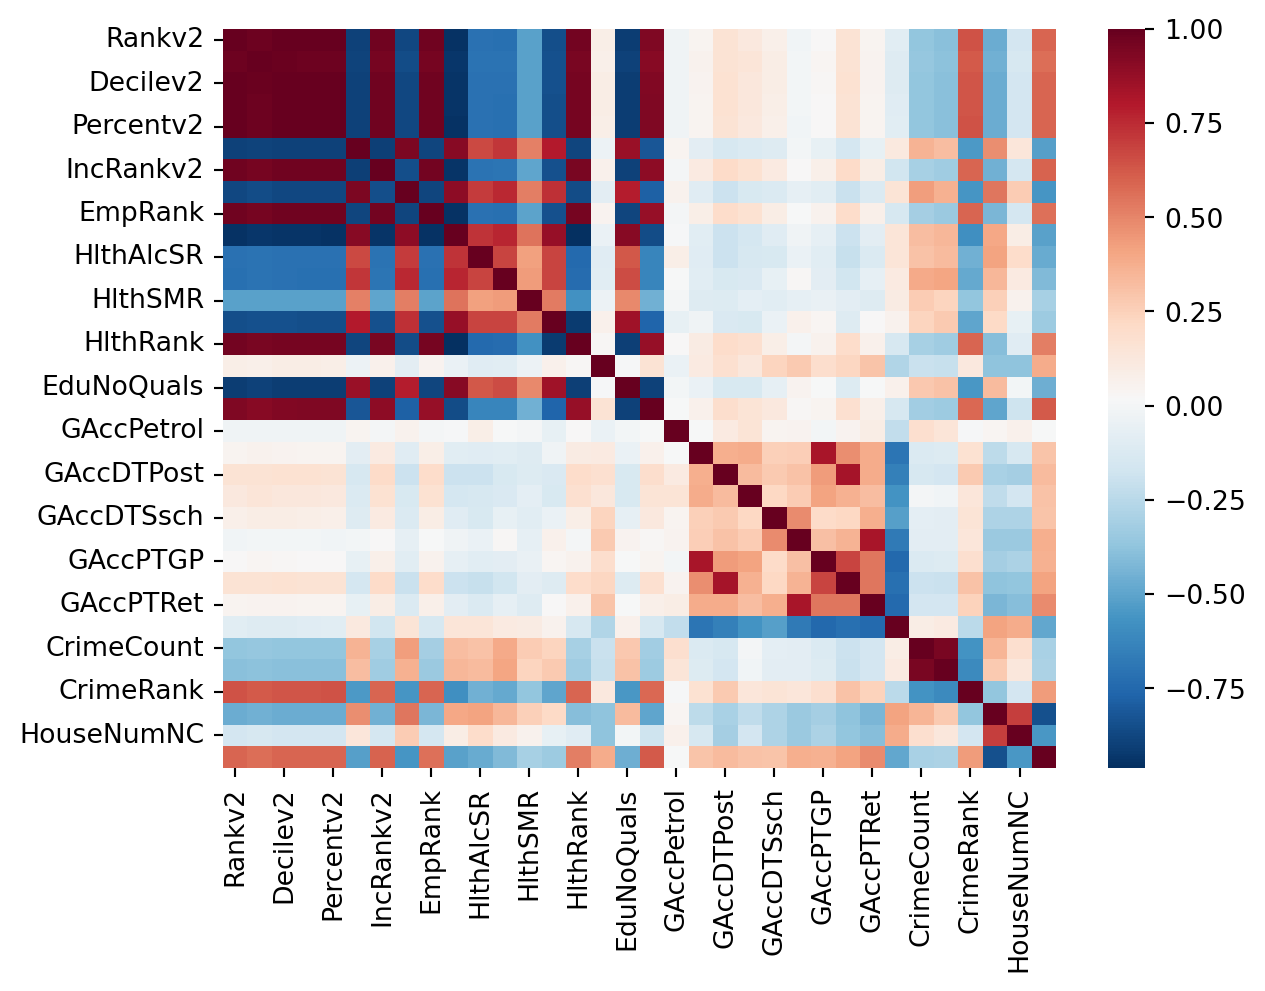 Rankv2
Decilev2
Percentv2
IncRankv2
EmpRank
HlthAlcSR
HlthSMR
HlthRank
EduNoQuals
GAccPetrol
GAccDTPost
GAccDTSsch
GAccPTGP
GAccPTRet
CrimeCount
CrimeRank
HouseNumNC
Rankv2
Decilev2
Percentv2
IncRankv2
EmpRank
HlthAlcSR
HlthSMR
HlthRank
EduNoQuals
GAccPetrol
GAccDTPost
GAccDTSsch
GAccPTGP
GAccPTRet
CrimeCount
CrimeRank
HouseNumNC
1.00
0.75
0.50
0.25
0.00
−0.25
−0.50
−0.75